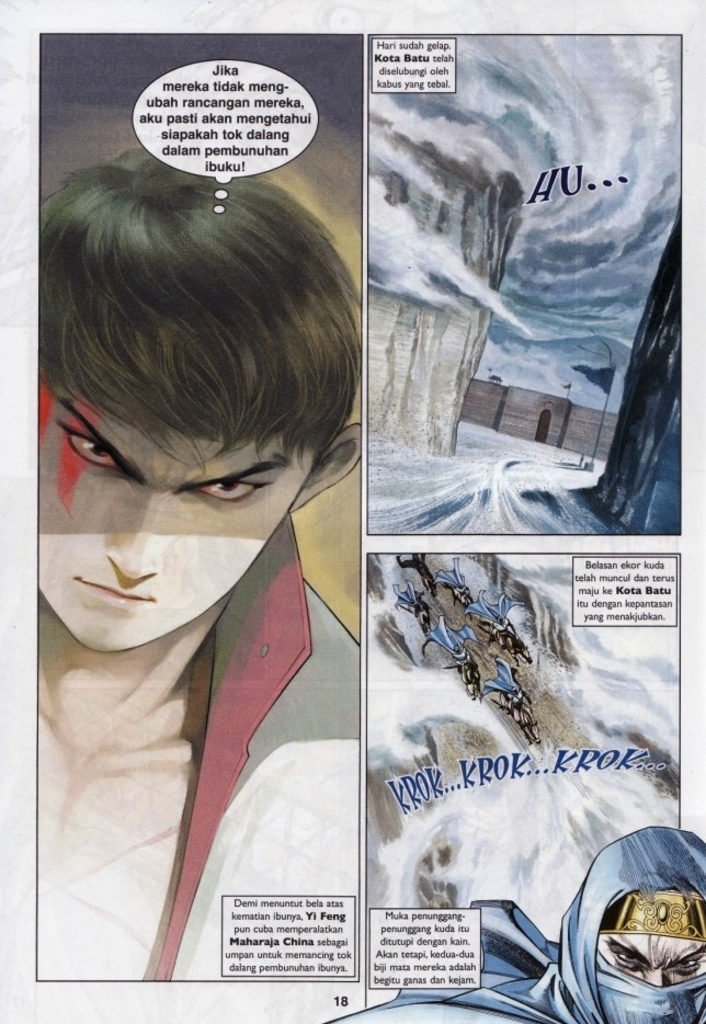 Jika
mereka tidak meng-
ubah rancangan mereka,
aku pasti akan mengetahui
siapakah tok dalang
dalam pembunuhan
ibuku!
Demi menuntut bela atas
kematian ibunya, Yi Feng
pun cuba memperalatkan
Maharaja China sebagai
umpan untuk memancing tok
dalang pembunuhan ibunya.
Hari sudah gelap.
Kota Batu telah
diselubungi oleh
kabus yang tebal.
HU...
Belasan ekor kuda
telah muncul dan terus
maju ke Kota Batu
itu dengan kepantasan
yang menakjubkan.
KROK...KROK...KROK...
Muka penunggang-
penunggang kuda itu
ditutupi dengan kain.
Akan tetapi, kedua-dua
biji mata mereka adalah
begitu ganas dan kejam.
18